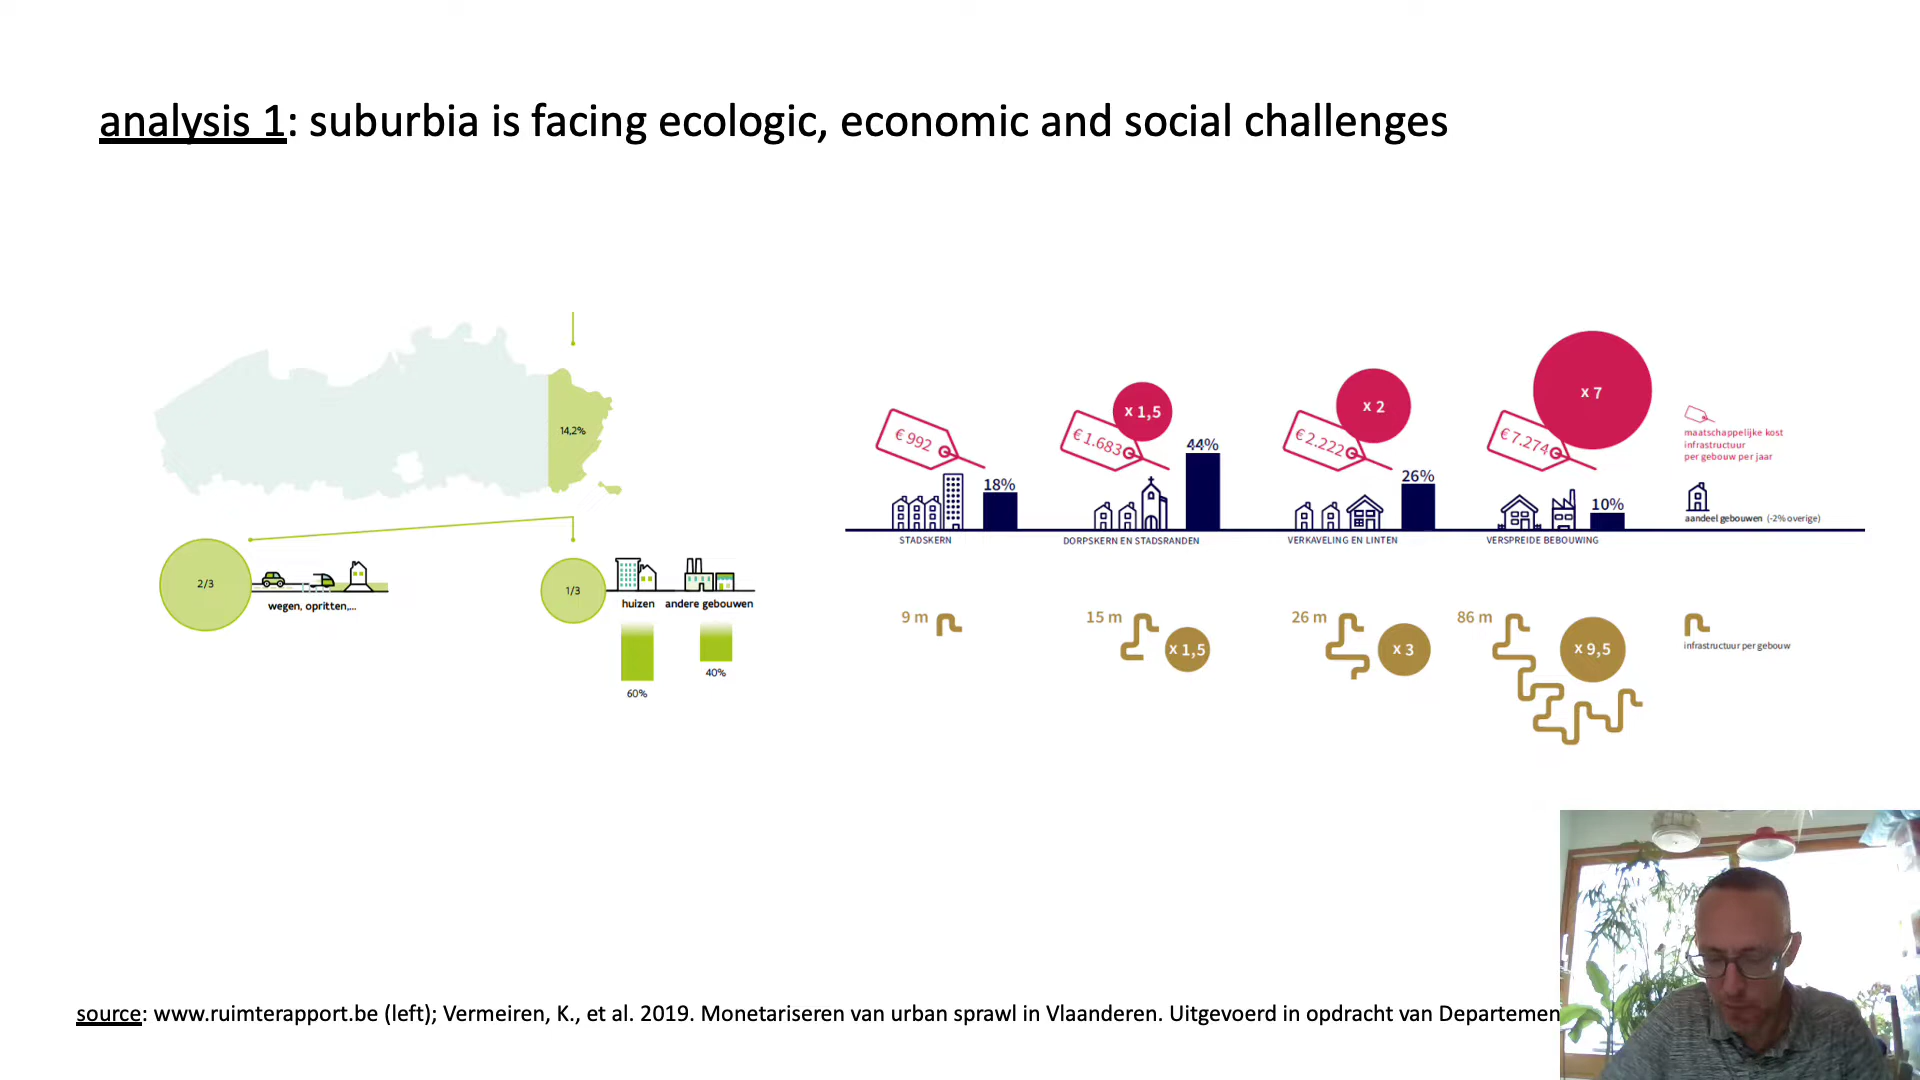 analysis 1: suburbia is facing ecologic, economic and social challenges
14,2%
2/3
wegen, opritten,...
1/3
huizen andere gebouwen
60%
40%
€ 992
18%
STADSKERN
x 1,5
€ 1.683
44%
DORPSKERN EN STADSRANDEN
x 2
€ 2.222
26%
VERKAVELING EN LINTEN
x 7
€ 7.274
10%
VERSPREIDE BEBOUWING
maatschappelijke kost
infrastructuur
per gebouw per jaar
aandeel gebouwen (-2% overige)
9 m
15 m
x 1,5
26 m
x 3
86 m
x 9,5
infrastructuur per gebouw
source: www.ruimterapport.be (left); Vermeiren, K., et al. 2019. Monetariseren van urban sprawl in Vlaanderen. Uitgevoerd in opdracht van Departemen